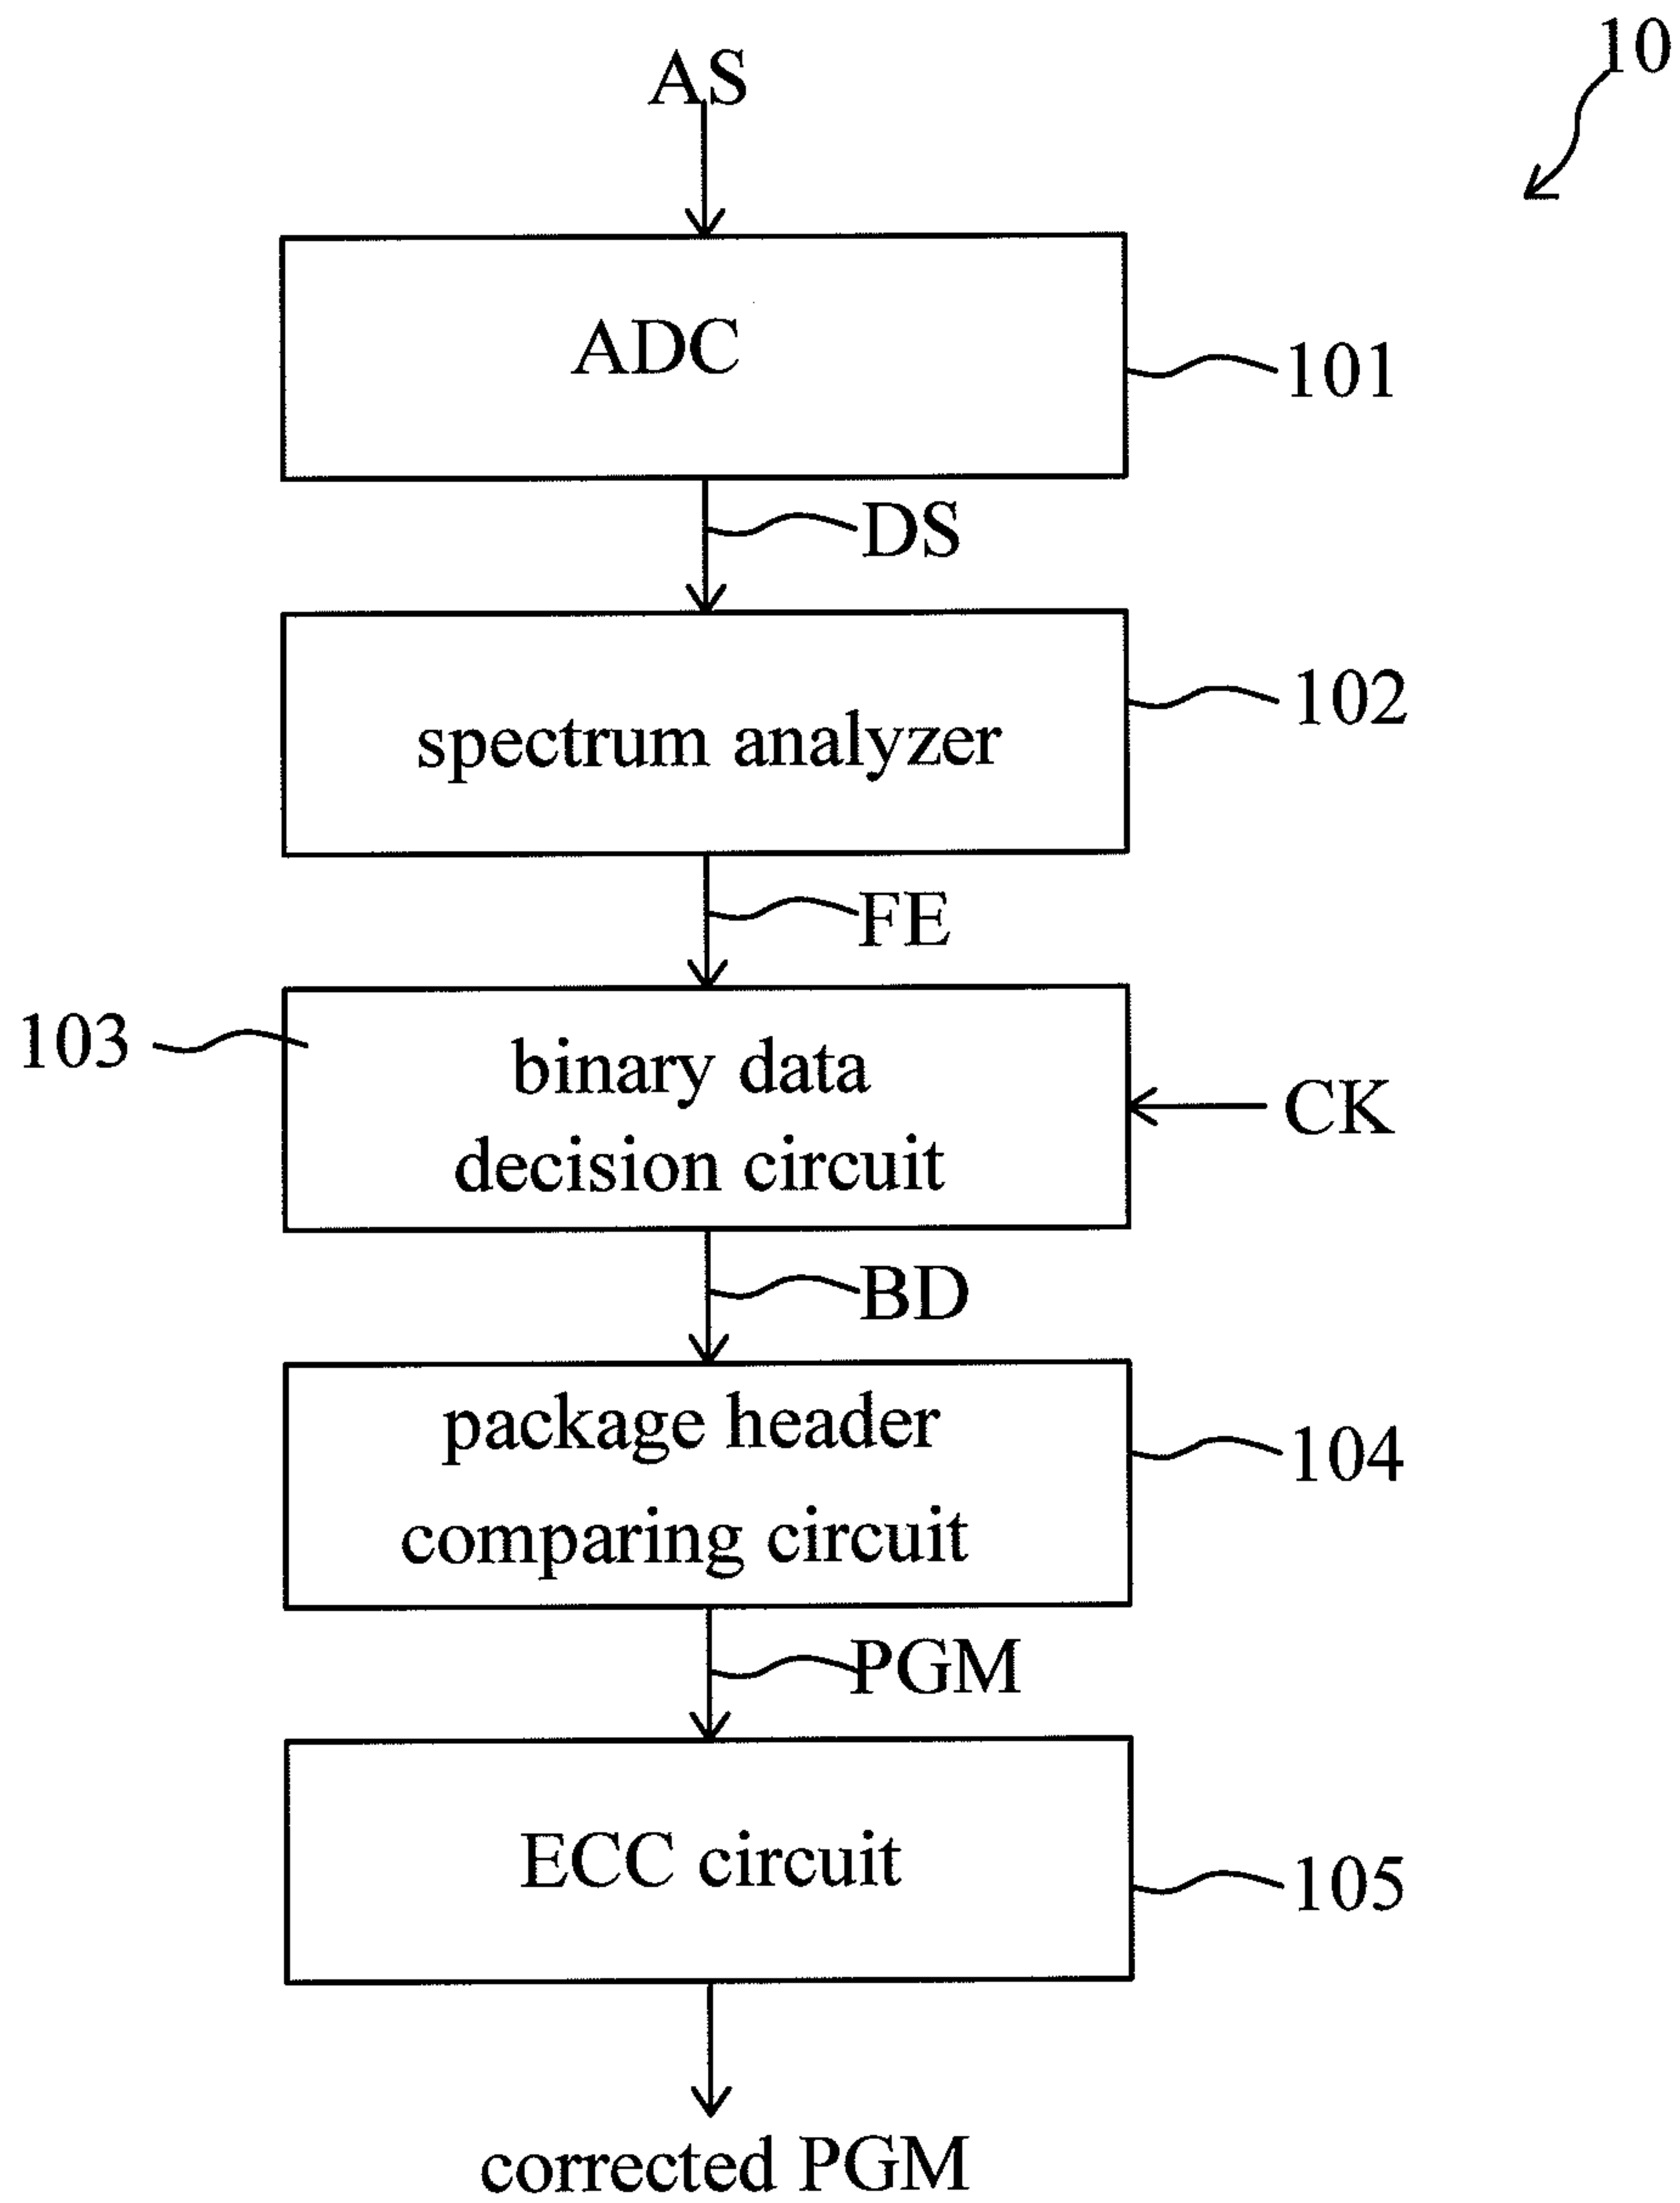 10
AS
ADC
101
DS
spectrum analyzer
102
FE
103
binary data
decision circuit
CK
BD
package header
comparing circuit
104
PGM
ECC circuit
105
corrected PGM